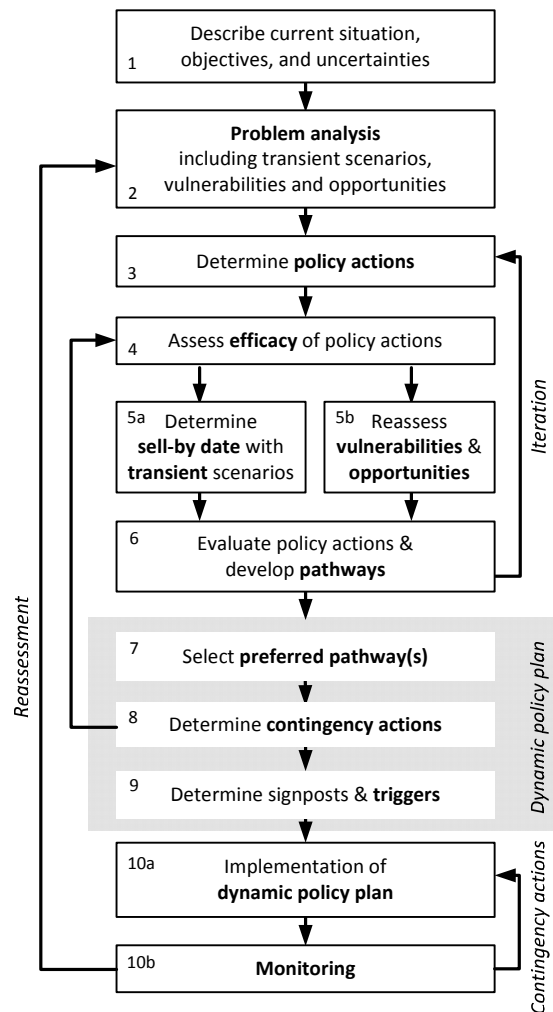 1
Describe current situation,
objectives, and uncertainties
2
Problem analysis
including transient scenarios,
vulnerabilities and opportunities
3
Determine policy actions
4
Assess efficacy of policy actions
5a
Determine
sell-by date with
transient scenarios
5b
Reassess
vulnerabilities &
opportunities
Iteration
6
Evaluate policy actions &
develop pathways
Reassessment
7
Select preferred pathway(s)
8
Determine contingency actions
9
Determine signposts & triggers
Dynamic policy plan
10a
Implementation of
dynamic policy plan
10b
Monitoring
Contingency actions